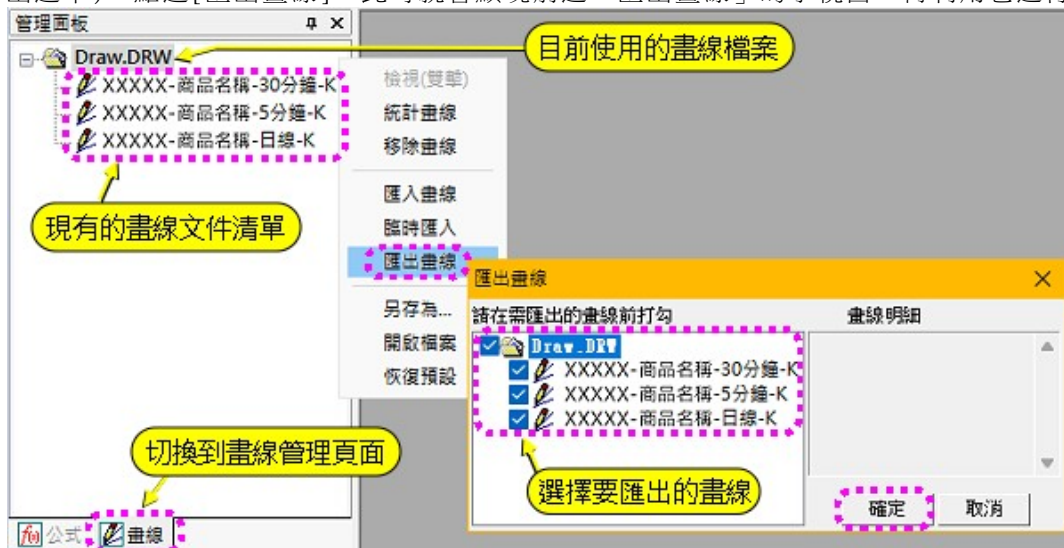 管理面板
Draw.DRW
XXXXX-商品名稱-30分鐘-K
XXXXX-商品名稱-5分鐘-K
XXXXX-商品名稱-日線-K
目前使用的畫線檔案
現有的畫線文件清單
檢視(雙擊)
統計畫線
移除畫線
匯入畫線
臨時匯入
匯出畫線
另存為...
開啟檔案
恢復預設
匯出畫線
請在需匯出的畫線前打勾
畫線明細
Draw.DRW
XXXXX-商品名稱-30分鐘-K
XXXXX-商品名稱-5分鐘-K
XXXXX-商品名稱-日線-K
選擇要匯出的畫線
確定
取消
切換到畫線管理頁面
公式
畫線